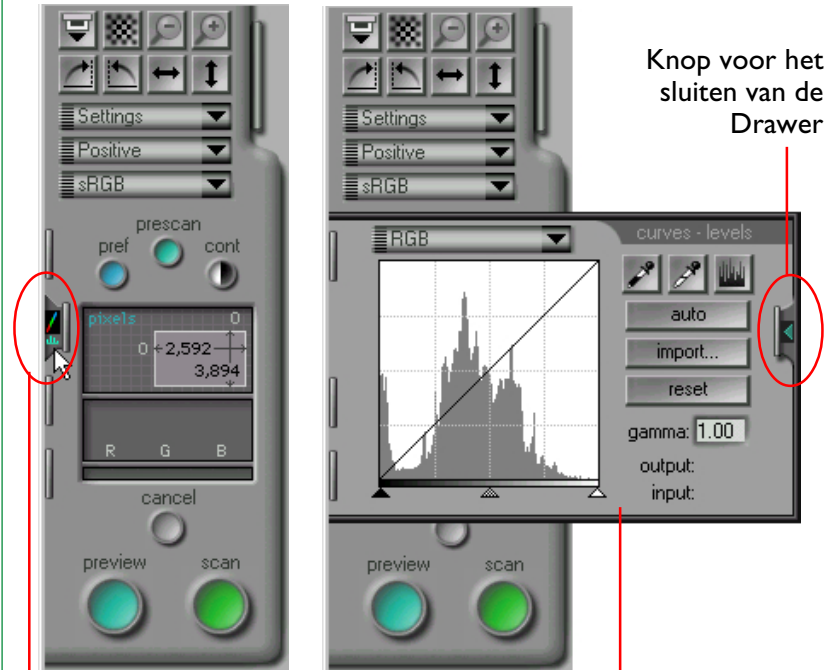 Settings
Positive
sRGB
prescan
pref
cont
pixels 0
0 2,592
3,894
R G B
cancel
preview
scan
Settings
Positive
sRGB
RGB
curves - levels
auto
import...
reset
gamma: 1.00
output:
input:
preview
scan
Knop voor het
sluiten van de
Drawer